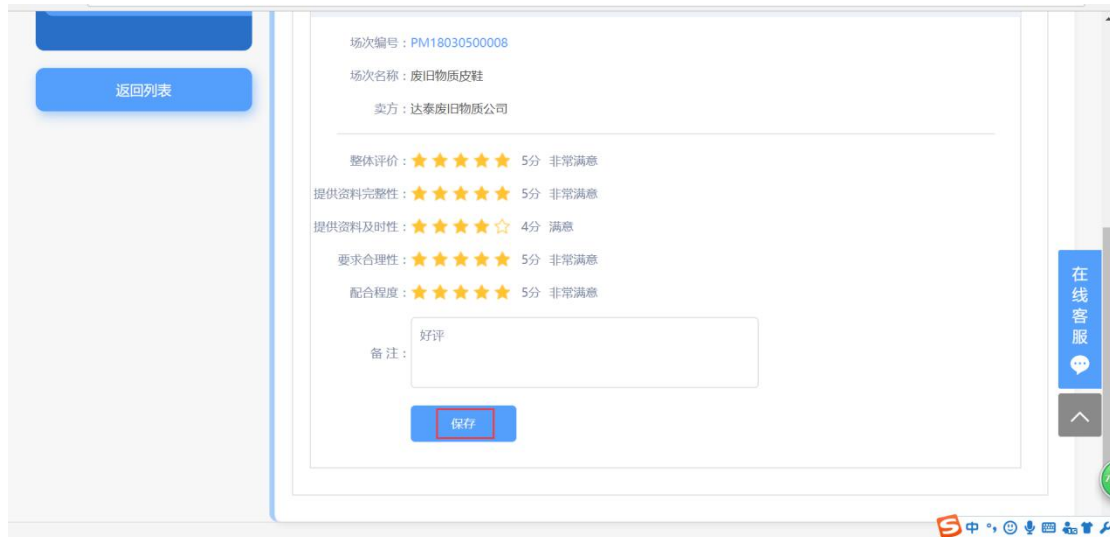 返回列表
场次编号：PM18030500008
场次名称：废旧物质皮鞋
卖方：达泰废旧物质公司
整体评价： 5分 非常满意
提供资料完整性： 5分 非常满意
提供资料及时性： 4分 满意
要求合理性： 5分 非常满意
配合程度： 5分 非常满意
备 注： 好评
保存
在线客服
中